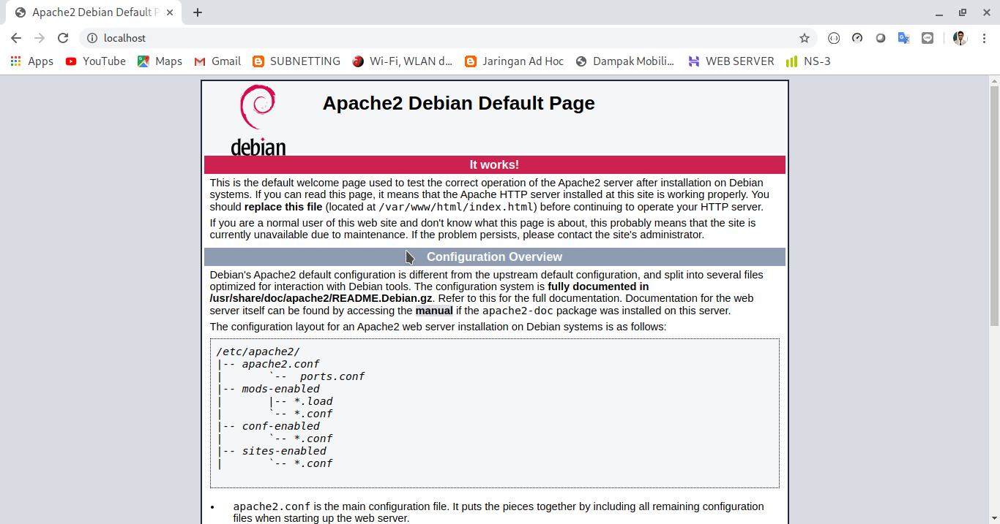 Apache2 Debian Default P
localhost
Apps YouTube Maps Gmail SUBNETTING Wi-Fi, WLAN d... Jaringan Ad Hoc Dampak Mobili... WEB SERVER NS-3
debian
Apache2 Debian Default Page
It works!
This is the default welcome page used to test the correct operation of the Apache2 server after installation on Debian
systems. If you can read this page, it means that the Apache HTTP server installed at this site is working properly. You
should replace this file (located at /var/www/html/index.html) before continuing to operate your HTTP server.
If you are a normal user of this web site and don't know what this page is about, this probably means that the site is
currently unavailable due to maintenance. If the problem persists, please contact the site's administrator.
Configuration Overview
Debian's Apache2 default configuration is different from the upstream default configuration, and split into several files
optimized for interaction with Debian tools. The configuration system is fully documented in
/usr/share/doc/apache2/README.Debian.gz. Refer to this for the full documentation. Documentation for the web
server itself can be found by accessing the manual if the apache2-doc package was installed on this server.
The configuration layout for an Apache2 web server installation on Debian systems is as follows:
/etc/apache2/
|-- apache2.conf
|       `--  ports.conf
|-- mods-enabled
|       |-- *.load
|       `-- *.conf
|-- conf-enabled
|       `-- *.conf
|-- sites-enabled
|       `-- *.conf
• apache2.conf is the main configuration file. It puts the pieces together by including all remaining configuration
files when starting up the web server.